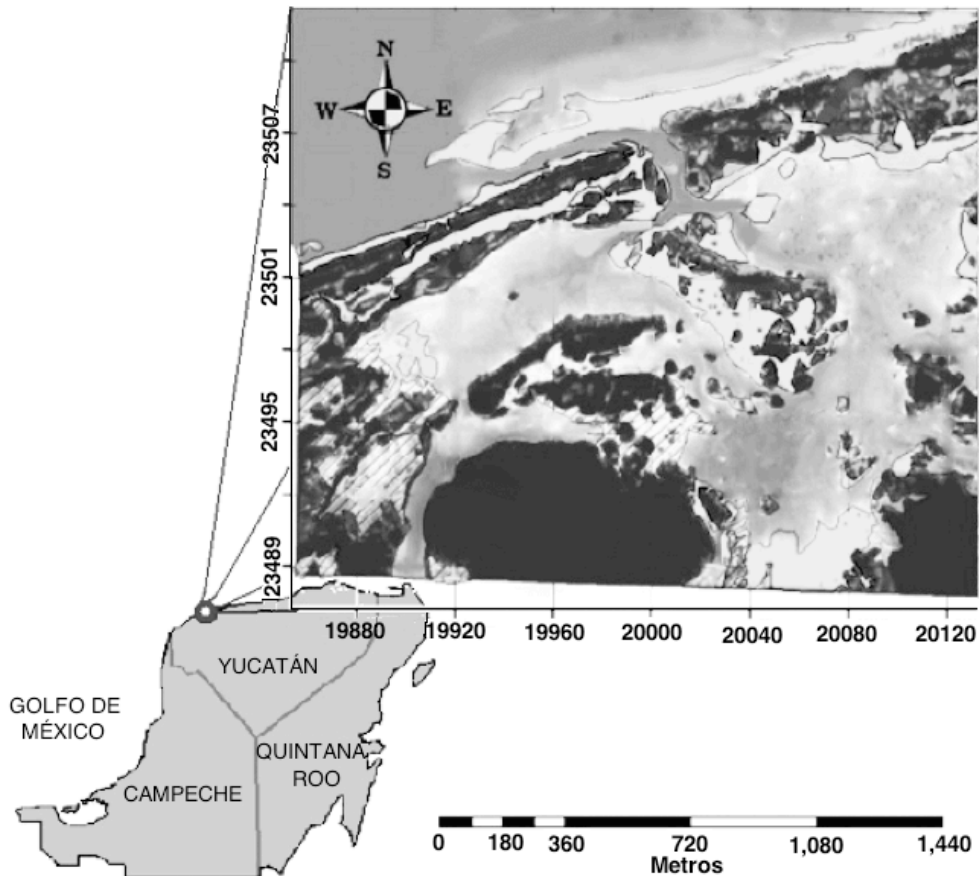 N
W E
S
23507
23501
23495
23489
19880 19920 19960 20000 20040 20080 20120
YUCATÁN
GOLFO DE
MÉXICO
QUINTANA
ROO
CAMPECHE
0 180 360 720 1,080 1,440
Metros